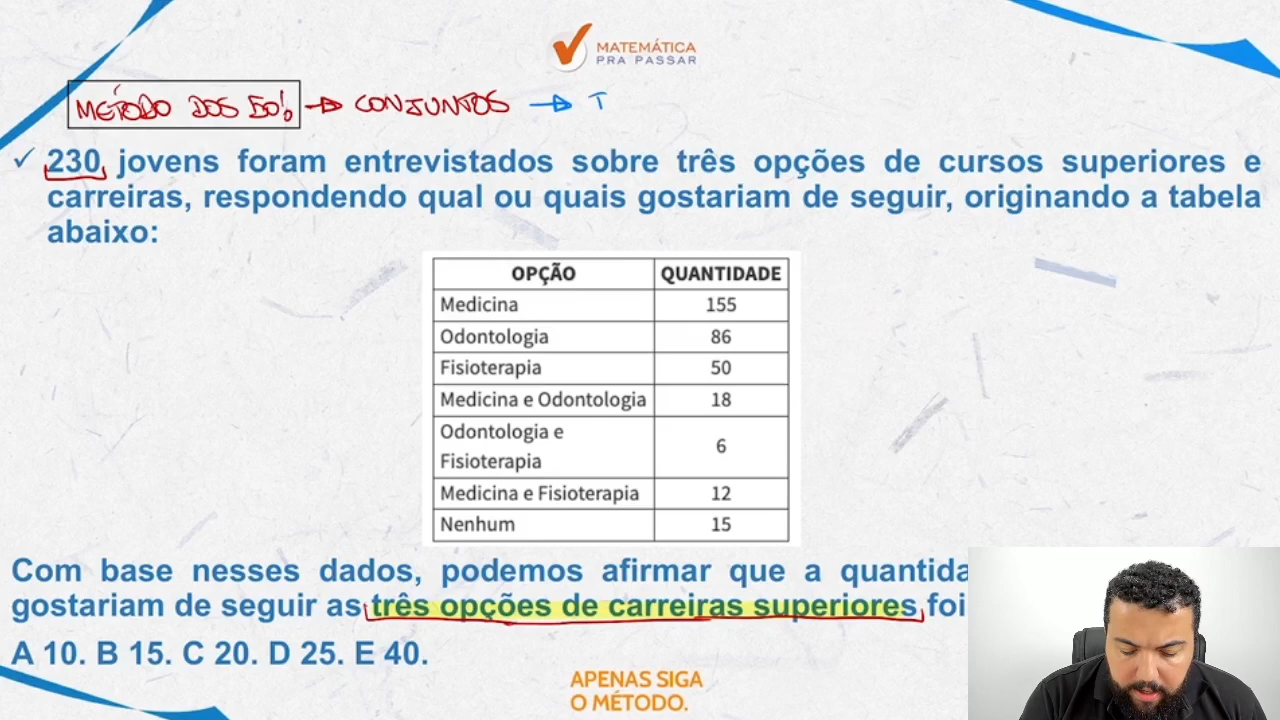 MATEMÁTICA
PRA PASSAR
MÉTODO DOS 50% → CONJUNTOS → T
✓ 230 jovens foram entrevistados sobre três opções de cursos superiores e
carreiras, respondendo qual ou quais gostariam de seguir, originando a tabela
abaixo:
OPÇÃO QUANTIDADE
Medicina 155
Odontologia 86
Fisioterapia 50
Medicina e Odontologia 18
Odontologia e
Fisioterapia 6
Medicina e Fisioterapia 12
Nenhum 15
Com base nesses dados, podemos afirmar que a quantida
gostariam de seguir as três opções de carreiras superiores foi
A 10. B 15. C 20. D 25. E 40.
APENAS SIGA
O MÉTODO.